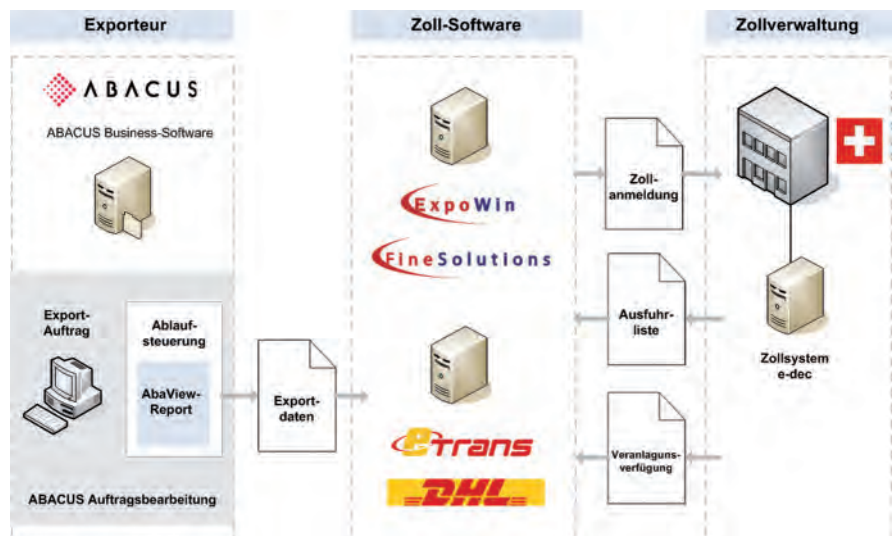 Exporteur
Zoll-Software
Zollverwaltung
ABACUS
ABACUS Business-Software
ExpoWin
FineSolutions
Zoll-
anmeldung
Export-
Auftrag
Ablauf-
steuerung
AbaView-
Report
Export-
daten
Ausfuhr-
liste
Zollsystem
e-dec
eTrans
DHL
Veranlaguns-
verfügung
ABACUS Auftragsbearbeitung